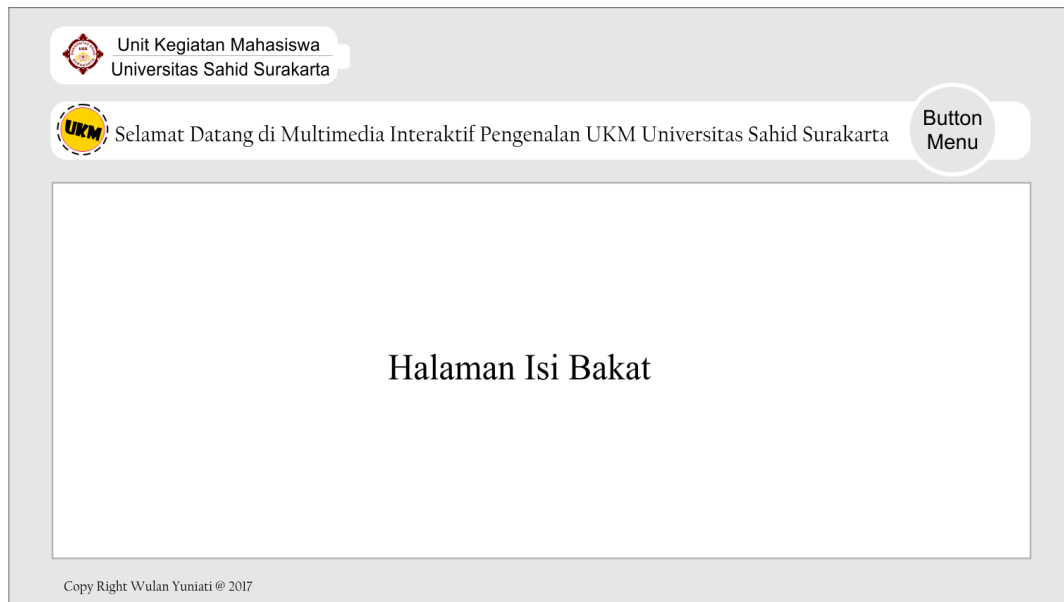 Unit Kegiatan Mahasiswa
Universitas Sahid Surakarta
UKM
Selamat Datang di Multimedia Interaktif Pengenalan UKM Universitas Sahid Surakarta
Button
Menu
Halaman Isi Bakat
Copy Right Wulan Yuniati @ 2017